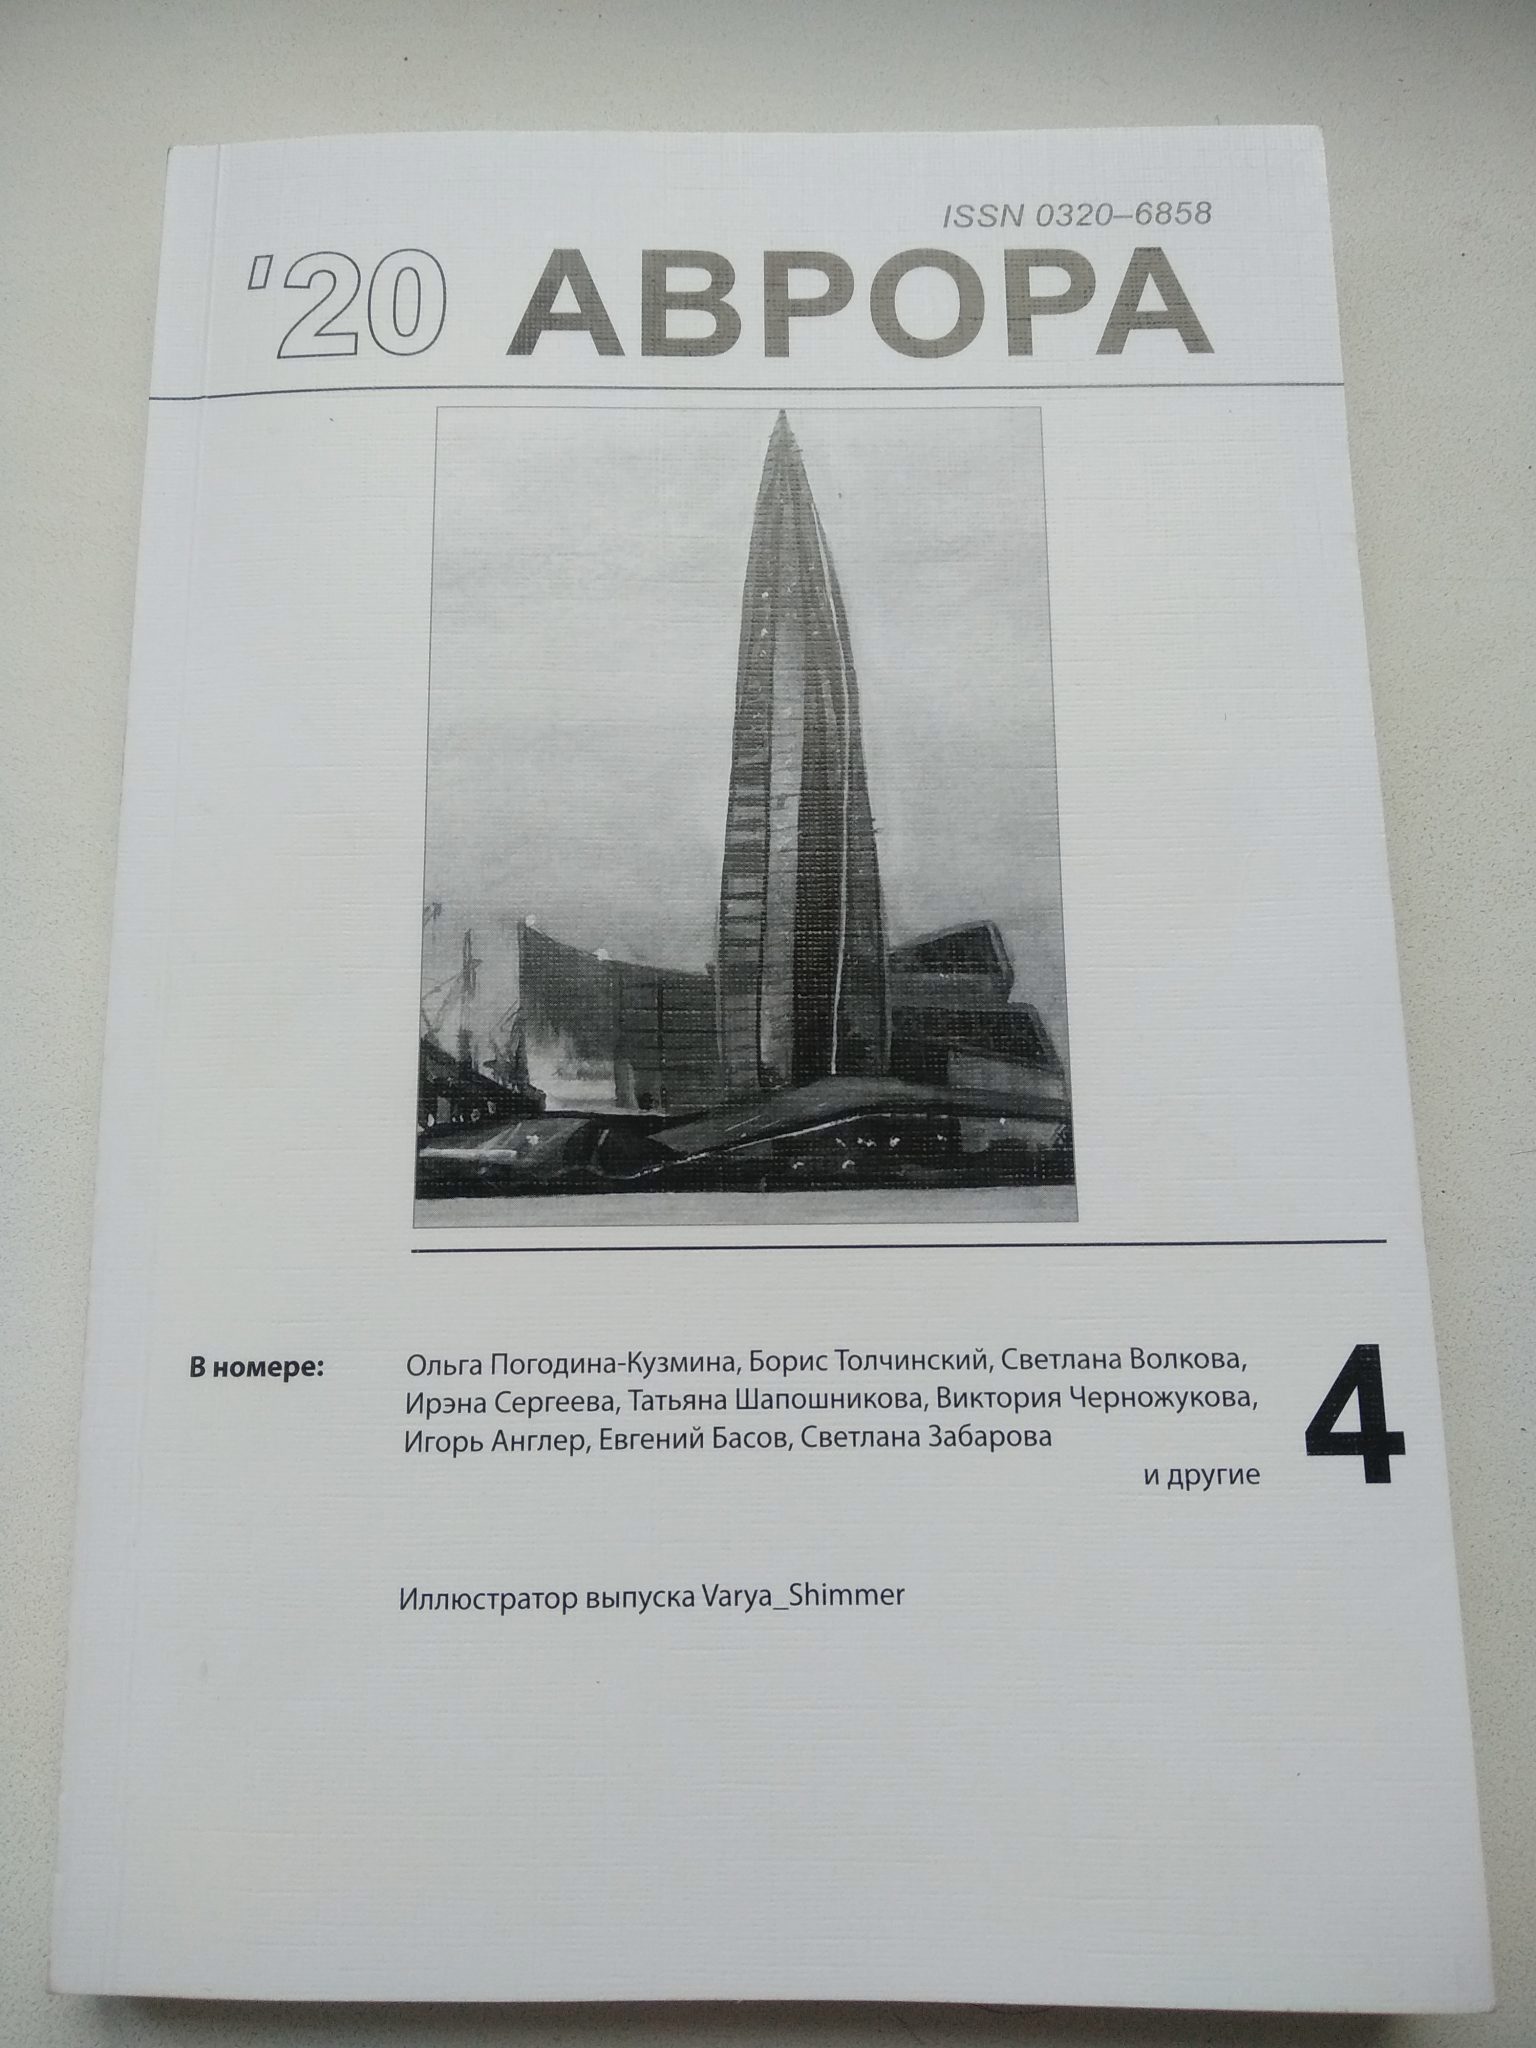 ISSN 0320–6858
'20 АВРОРА
В номере:
Ольга Погодина-Кузмина, Борис Толчинский, Светлана Волкова,
Ирэна Сергеева, Татьяна Шапошникова, Виктория Черножукова,
Игорь Англер, Евгений Басов, Светлана Забарова
и другие
4
Иллюстратор выпуска Varya_Shimmer